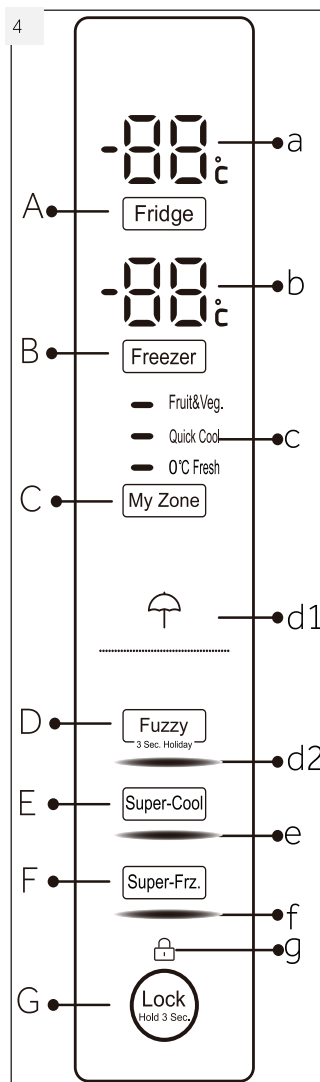 4
-88°c
a
A
Fridge
-88°c
b
B
Freezer
Fruit&Veg.
Quick Cool
c
0°C Fresh
C
My Zone
d1
D
Fuzzy
3 Sec. Holiday
d2
E
Super-Cool
e
F
Super-Frz.
f
g
G
Lock
Hold 3 Sec.